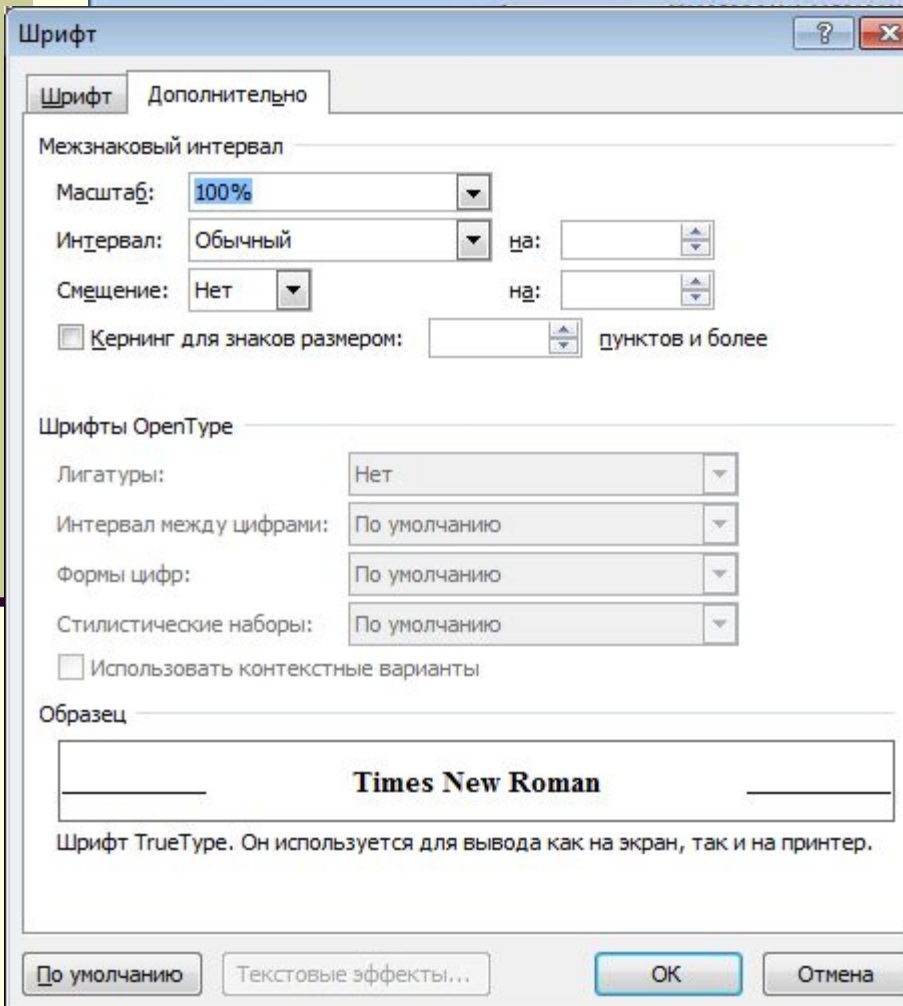 Шрифт
Шрифт Дополнительно
Межзнаковый интервал
Масштаб: 100%
Интервал: Обычный на:
Смещение: Нет на:
Кернинг для знаков размером: пунктов и более
Шрифты OpenType
Лигатуры: Нет
Интервал между цифрами: По умолчанию
Формы цифр: По умолчанию
Стилистические наборы: По умолчанию
Использовать контекстные варианты
Образец
Times New Roman
Шрифт TrueType. Он используется для вывода как на экран, так и на принтер.
По умолчанию Текстовые эффекты... ОК Отмена